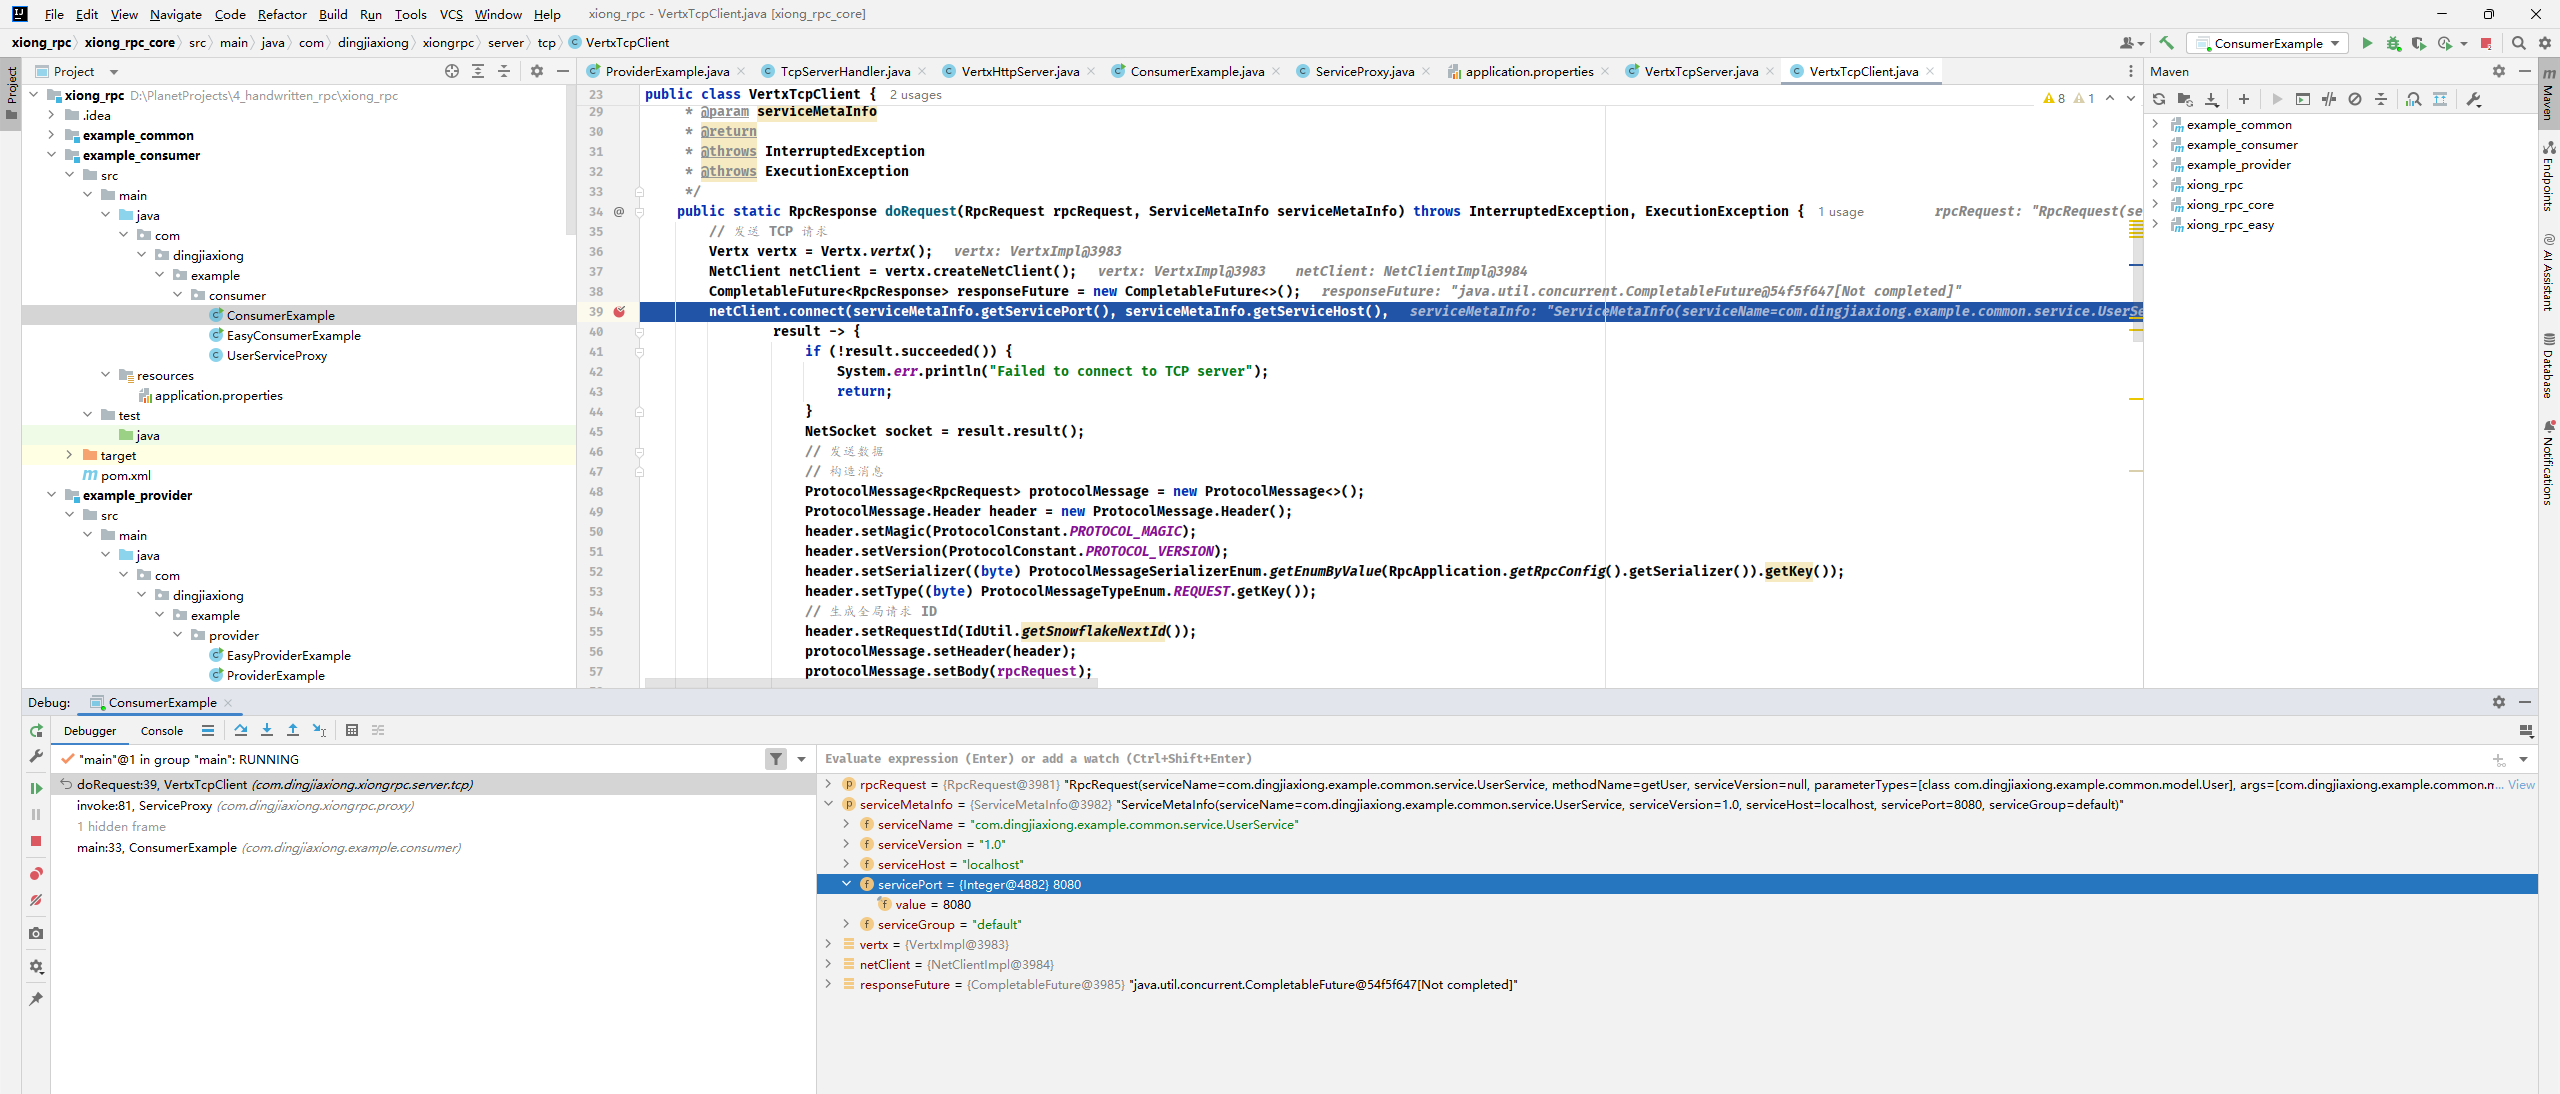 File Edit View Navigate Code Refactor Build Run Tools VCS Window Help xiong_rpc - VertxTcpClient.java [xiong_rpc_core]
xiong_rpc xiong_rpc_core src main java com dingjiaxiong xiongrpc server tcp VertxTcpClient
ConsumerExample
Project
Project
ProviderExample.java TcpServerHandler.java VertxHttpServer.java ConsumerExample.java ServiceProxy.java application.properties VertxTcpServer.java VertxTcpClient.java
xiong_rpc D:\PlanetProjects\4_handwritten_rpc\xiong_rpc
.idea
example_common
example_consumer
src
main
java
com
dingjiaxiong
example
consumer
ConsumerExample
EasyConsumerExample
UserServiceProxy
resources
application.properties
test
java
target
pom.xml
example_provider
src
main
java
com
dingjiaxiong
example
provider
EasyProviderExample
ProviderExample
23 public class VertxTcpClient { 2 usages
8 1
29 * @param serviceMetaInfo
30 * @return
31 * @throws InterruptedException
32 * @throws ExecutionException
33 */
34 @ public static RpcResponse doRequest(RpcRequest rpcRequest, ServiceMetaInfo serviceMetaInfo) throws InterruptedException, ExecutionException { 1 usage rpcRequest: "RpcRequest(se
35 // 发送 TCP 请求
36 Vertx vertx = Vertx.vertx(); vertx: VertxImpl@3983
37 NetClient netClient = vertx.createNetClient(); vertx: VertxImpl@3983 netClient: NetClientImpl@3984
38 CompletableFuture<RpcResponse> responseFuture = new CompletableFuture<>(); responseFuture: "java.util.concurrent.CompletableFuture@54f5f647[Not completed]"
39 netClient.connect(serviceMetaInfo.getServicePort(), serviceMetaInfo.getServiceHost(), serviceMetaInfo: "ServiceMetaInfo(serviceName=com.dingjiaxiong.example.common.service.UserSe
40 result -> {
41 if (!result.succeeded()) {
42 System.err.println("Failed to connect to TCP server");
43 return;
44 }
45 NetSocket socket = result.result();
46 // 发送数据
47 // 构造消息
48 ProtocolMessage<RpcRequest> protocolMessage = new ProtocolMessage<>();
49 ProtocolMessage.Header header = new ProtocolMessage.Header();
50 header.setMagic(ProtocolConstant.PROTOCOL_MAGIC);
51 header.setVersion(ProtocolConstant.PROTOCOL_VERSION);
52 header.setSerializer((byte) ProtocolMessageSerializerEnum.getEnumByValue(RpcApplication.getRpcConfig().getSerializer()).getKey());
53 header.setType((byte) ProtocolMessageTypeEnum.REQUEST.getKey());
54 // 生成全局请求 ID
55 header.setRequestId(IdUtil.getSnowflakeNextId());
56 protocolMessage.setHeader(header);
57 protocolMessage.setBody(rpcRequest);
Maven
example_common
example_consumer
example_provider
xiong_rpc
xiong_rpc_core
xiong_rpc_easy
Maven
Endpoints
AI Assistant
Database
Notifications
Debug: ConsumerExample
Debugger Console
"main"@1 in group "main": RUNNING
doRequest:39, VertxTcpClient (com.dingjiaxiong.xiongrpc.server.tcp)
invoke:81, ServiceProxy (com.dingjiaxiong.xiongrpc.proxy)
1 hidden frame
main:33, ConsumerExample (com.dingjiaxiong.example.consumer)
Evaluate expression (Enter) or add a watch (Ctrl+Shift+Enter)
rpcRequest = {RpcRequest@3981} "RpcRequest(serviceName=com.dingjiaxiong.example.common.service.UserService, methodName=getUser, serviceVersion=null, parameterTypes=[class com.dingjiaxiong.example.common.model.User], args=[com.dingjiaxiong.example.common.m... View
serviceMetaInfo = {ServiceMetaInfo@3982} "ServiceMetaInfo(serviceName=com.dingjiaxiong.example.common.service.UserService, serviceVersion=1.0, serviceHost=localhost, servicePort=8080, serviceGroup=default)"
serviceName = "com.dingjiaxiong.example.common.service.UserService"
serviceVersion = "1.0"
serviceHost = "localhost"
servicePort = {Integer@4882} 8080
value = 8080
serviceGroup = "default"
vertx = {VertxImpl@3983}
netClient = {NetClientImpl@3984}
responseFuture = {CompletableFuture@3985} "java.util.concurrent.CompletableFuture@54f5f647[Not completed]"